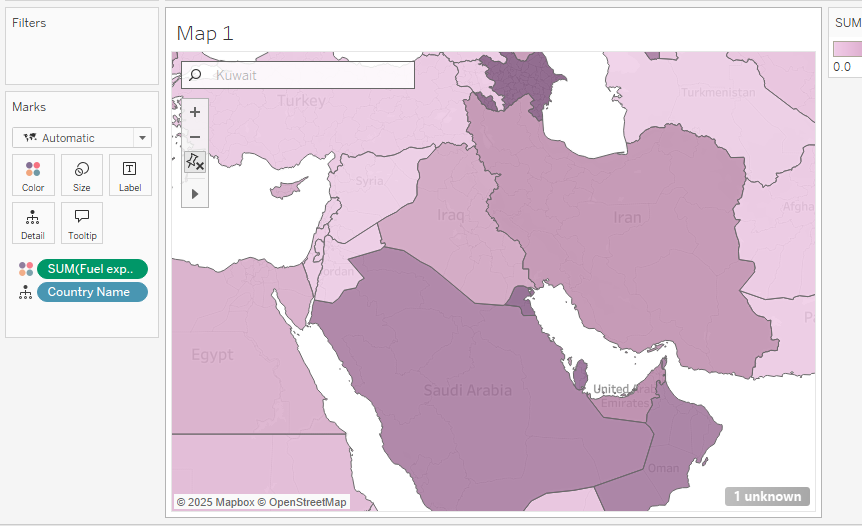 Filters
Marks
Automatic
Color
Size
Label
Detail
Tooltip
SUM(Fuel exp..
Country Name
Map 1
Kuwait
+
−
Turkey
Turkmenistan
Syria
Iraq
Iran
Afgha
Jordan
P
Egypt
Saudi Arabia
United Arab
Emirates
Oman
© 2025 Mapbox © OpenStreetMap
1 unknown
SUM
0.0